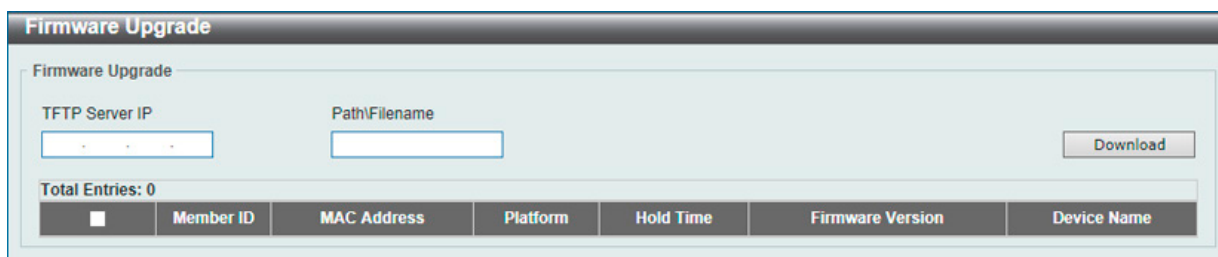 Firmware Upgrade
Firmware Upgrade
TFTP Server IP Path\Filename
. . .
Download
Total Entries: 0
Member ID MAC Address Platform Hold Time Firmware Version Device Name